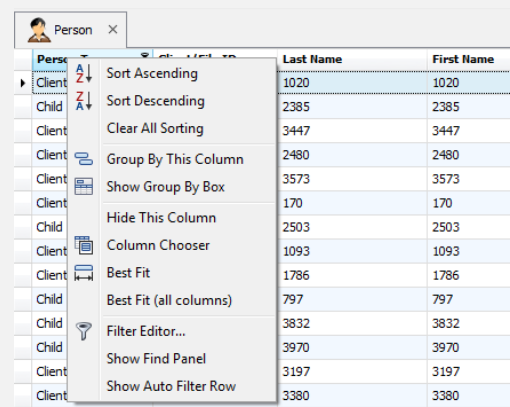 Person
Last Name First Name
Client 1020 1020
Child 2385 2385
Client 3447 3447
Client 2480 2480
Client 3573 3573
Client 170 170
Child 2503 2503
Client 1093 1093
Client 1786 1786
Child 797 797
Child 3832 3832
Child 3970 3970
Client 3197 3197
Client 3380 3380
Sort Ascending
Sort Descending
Clear All Sorting
Group By This Column
Show Group By Box
Hide This Column
Column Chooser
Best Fit
Best Fit (all columns)
Filter Editor...
Show Find Panel
Show Auto Filter Row